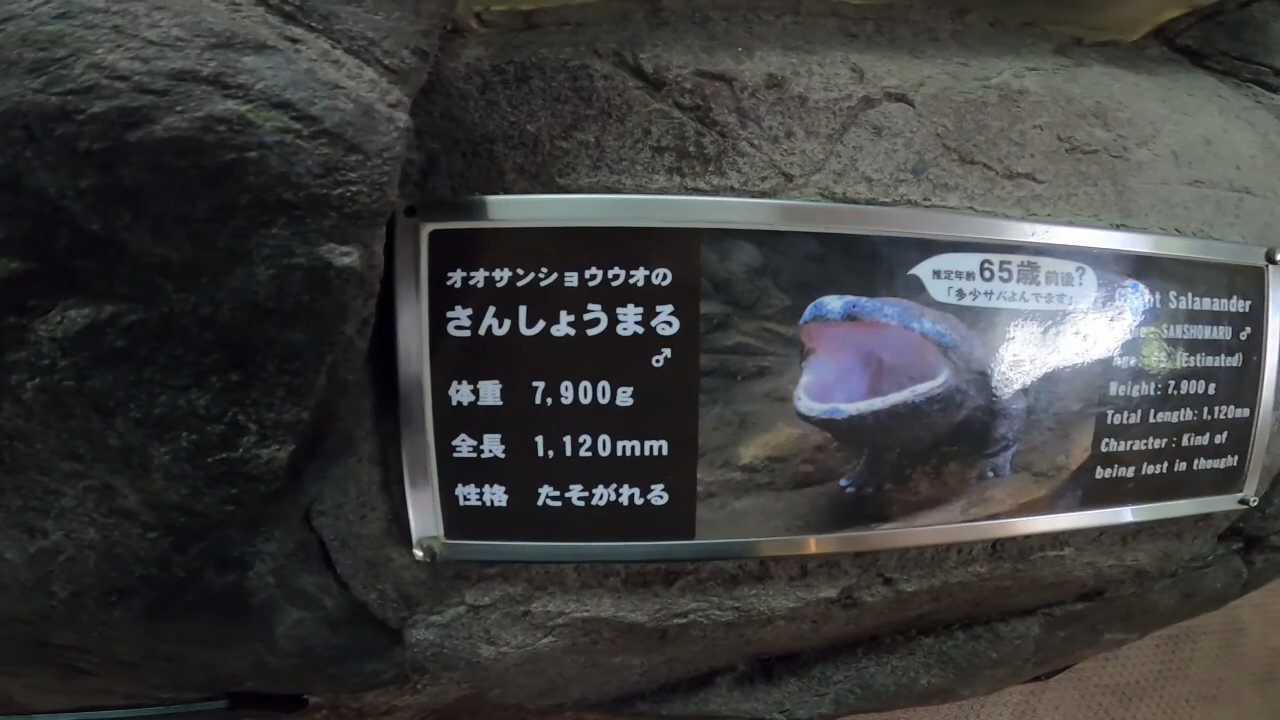 オオサンショウウオの
さんしょうまる
♂
体重 7,900g
全長 1,120mm
性格 たそがれる
推定年齢 65歳 前後?
「多少サバよんでます」
Salamander
SANSHOMARU ♂
(Estimated)
Weight: 7,900g
Total Length: 1,120mm
Character : Kind of
being lost in thought